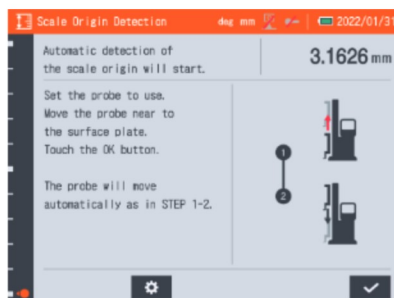 Scale Origin Detection
deg mm
2022/01/31
Automatic detection of
the scale origin will start.
3.1626 mm
Set the probe to use.
Move the probe near to
the surface plate.
Touch the OK button.
1
2
The probe will move
automatically as in STEP 1-2.